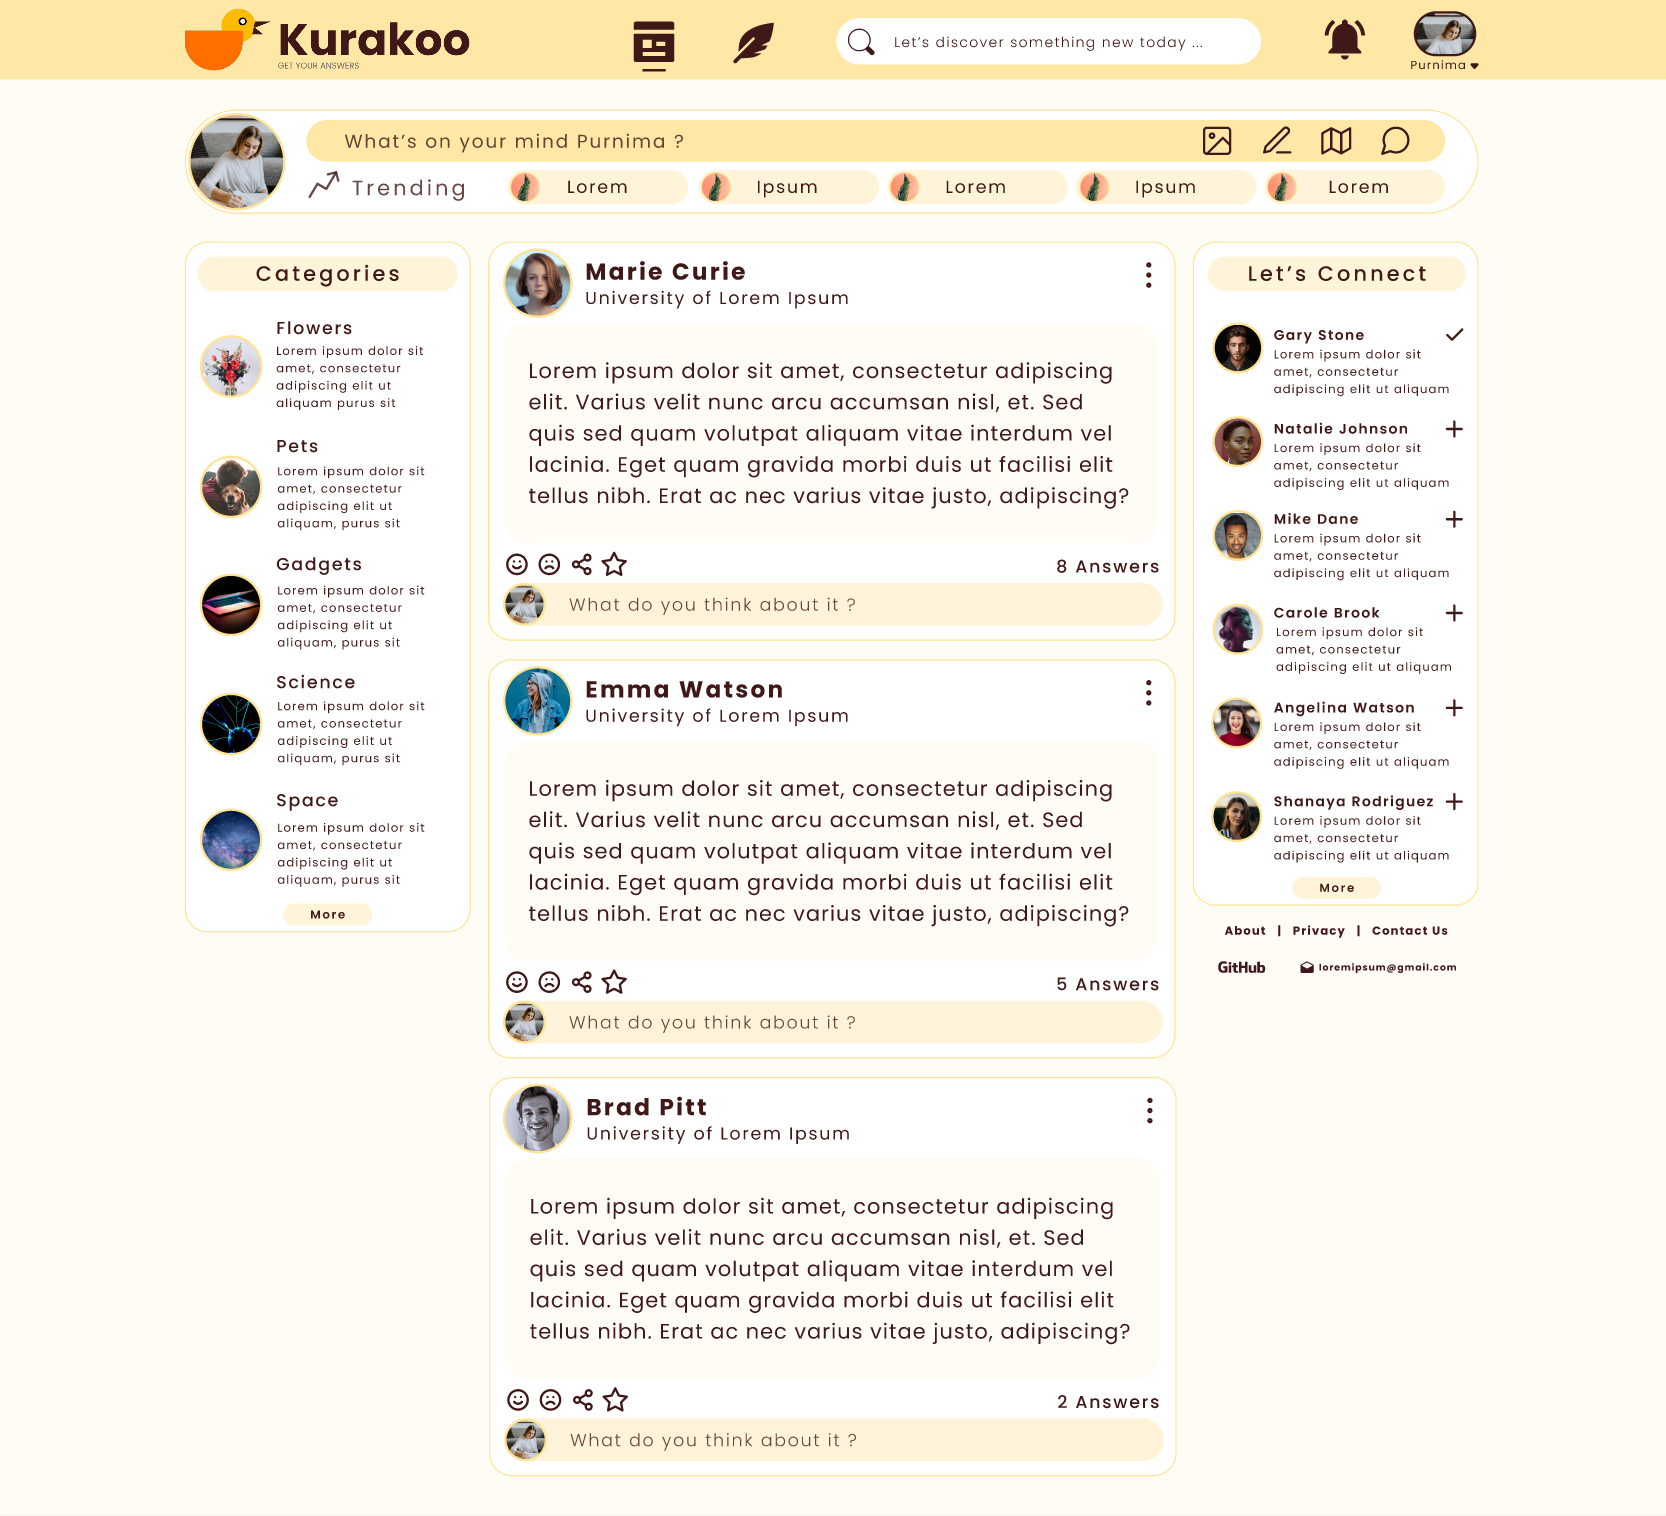 Kurakoo
GET YOUR ANSWERS
Let's discover something new today ...
Purnima
What's on your mind Purnima ?
Trending
Lorem
Ipsum
Lorem
Ipsum
Lorem
Categories
Flowers
Lorem ipsum dolor sit
amet, consectetur
adipiscing elit ut
aliquam purus sit
Pets
Lorem ipsum dolor sit
amet, consectetur
adipiscing elit ut
aliquam, purus sit
Gadgets
Lorem ipsum dolor sit
amet, consectetur
adipiscing elit ut
aliquam, purus sit
Science
Lorem ipsum dolor sit
amet, consectetur
adipiscing elit ut
aliquam, purus sit
Space
Lorem ipsum dolor sit
amet, consectetur
adipiscing elit ut
aliquam, purus sit
More
Marie Curie
University of Lorem Ipsum
Lorem ipsum dolor sit amet, consectetur adipiscing
elit. Varius velit nunc arcu accumsan nisl, et. Sed
quis sed quam volutpat aliquam vitae interdum vel
lacinia. Eget quam gravida morbi duis ut facilisi elit
tellus nibh. Erat ac nec varius vitae justo, adipiscing?
8 Answers
What do you think about it ?
Emma Watson
University of Lorem Ipsum
Lorem ipsum dolor sit amet, consectetur adipiscing
elit. Varius velit nunc arcu accumsan nisl, et. Sed
quis sed quam volutpat aliquam vitae interdum vel
lacinia. Eget quam gravida morbi duis ut facilisi elit
tellus nibh. Erat ac nec varius vitae justo, adipiscing?
5 Answers
What do you think about it ?
Brad Pitt
University of Lorem Ipsum
Lorem ipsum dolor sit amet, consectetur adipiscing
elit. Varius velit nunc arcu accumsan nisl, et. Sed
quis sed quam volutpat aliquam vitae interdum vel
lacinia. Eget quam gravida morbi duis ut facilisi elit
tellus nibh. Erat ac nec varius vitae justo, adipiscing?
2 Answers
What do you think about it ?
Let's Connect
Gary Stone
Lorem ipsum dolor sit
amet, consectetur
adipiscing elit ut aliquam
Natalie Johnson
Lorem ipsum dolor sit
amet, consectetur
adipiscing elit ut aliquam
Mike Dane
Lorem ipsum dolor sit
amet, consectetur
adipiscing elit ut aliquam
Carole Brook
Lorem ipsum dolor sit
amet, consectetur
adipiscing elit ut aliquam
Angelina Watson
Lorem ipsum dolor sit
amet, consectetur
adipiscing elit ut aliquam
Shanaya Rodriguez
Lorem ipsum dolor sit
amet, consectetur
adipiscing elit ut aliquam
More
About | Privacy | Contact Us
GitHub loremipsum@gmail.com